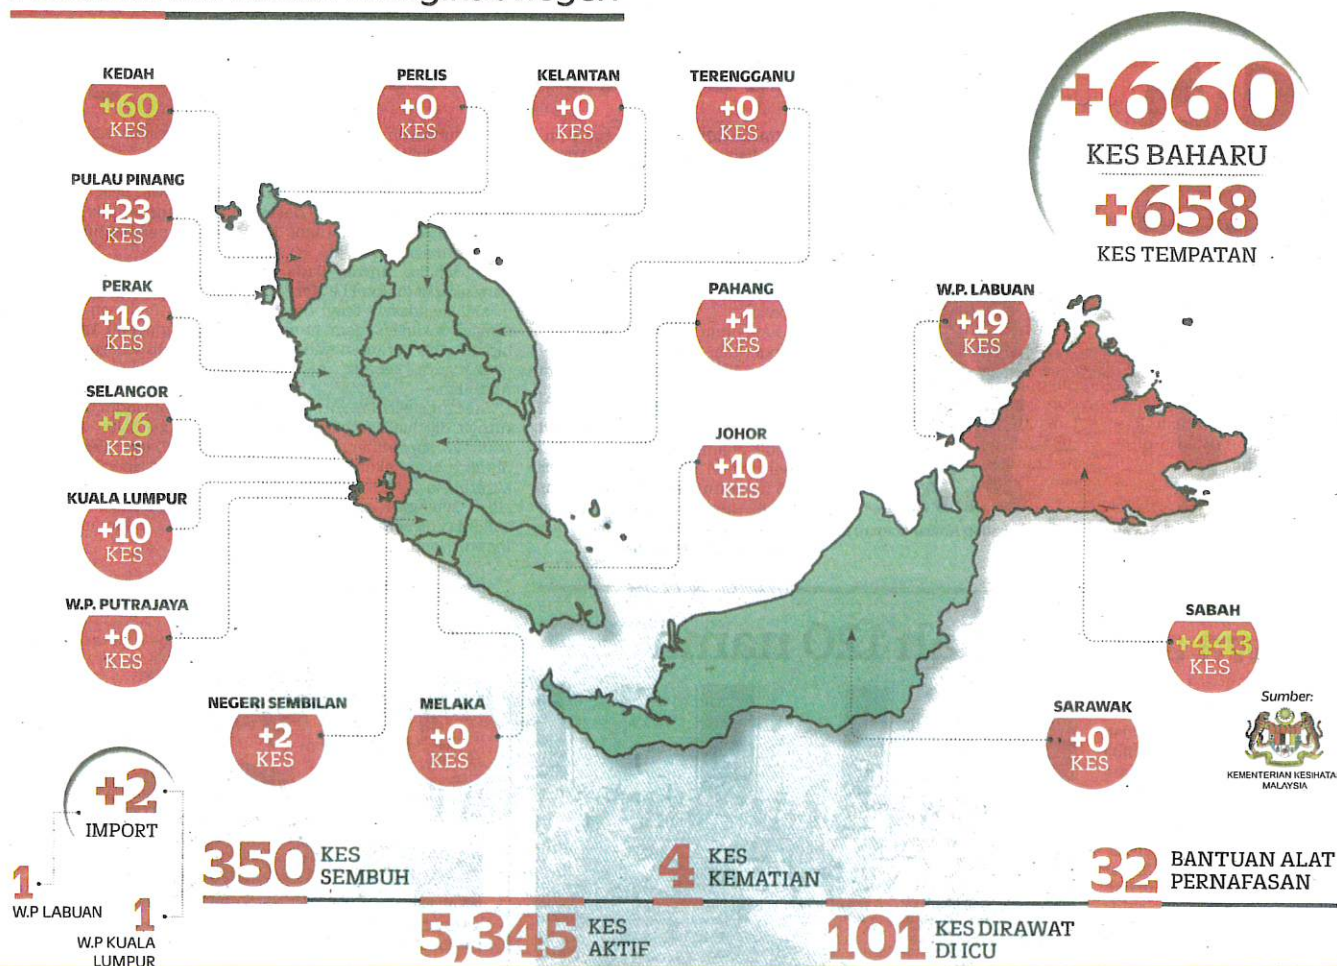 KEDAH
+60
KES
PERLIS
+0
KES
KELANTAN
+0
KES
TERENGGANU
+0
KES
+660
KES BAHARU
+658
KES TEMPATAN
PULAU PINANG
+23
KES
PERAK
+16
KES
PAHANG
+1
KES
W.P. LABUAN
+19
KES
SELANGOR
+76
KES
JOHOR
+10
KES
KUALA LUMPUR
+10
KES
W.P. PUTRAJAYA
+0
KES
SABAH
+443
KES
NEGERI SEMBILAN
+2
KES
MELAKA
+0
KES
SARAWAK
+0
KES
Sumber:
KEMENTERIAN KESIHATA
MALAYSIA
+2
IMPORT
1
W.P LABUAN
1
W.P KUALA
LUMPUR
350 KES
SEMBUH
4 KES
KEMATIAN
32 BANTUAN ALAT
PERNAFASAN
5,345 KES
AKTIF
101 KES DIRAWAT
DI ICU